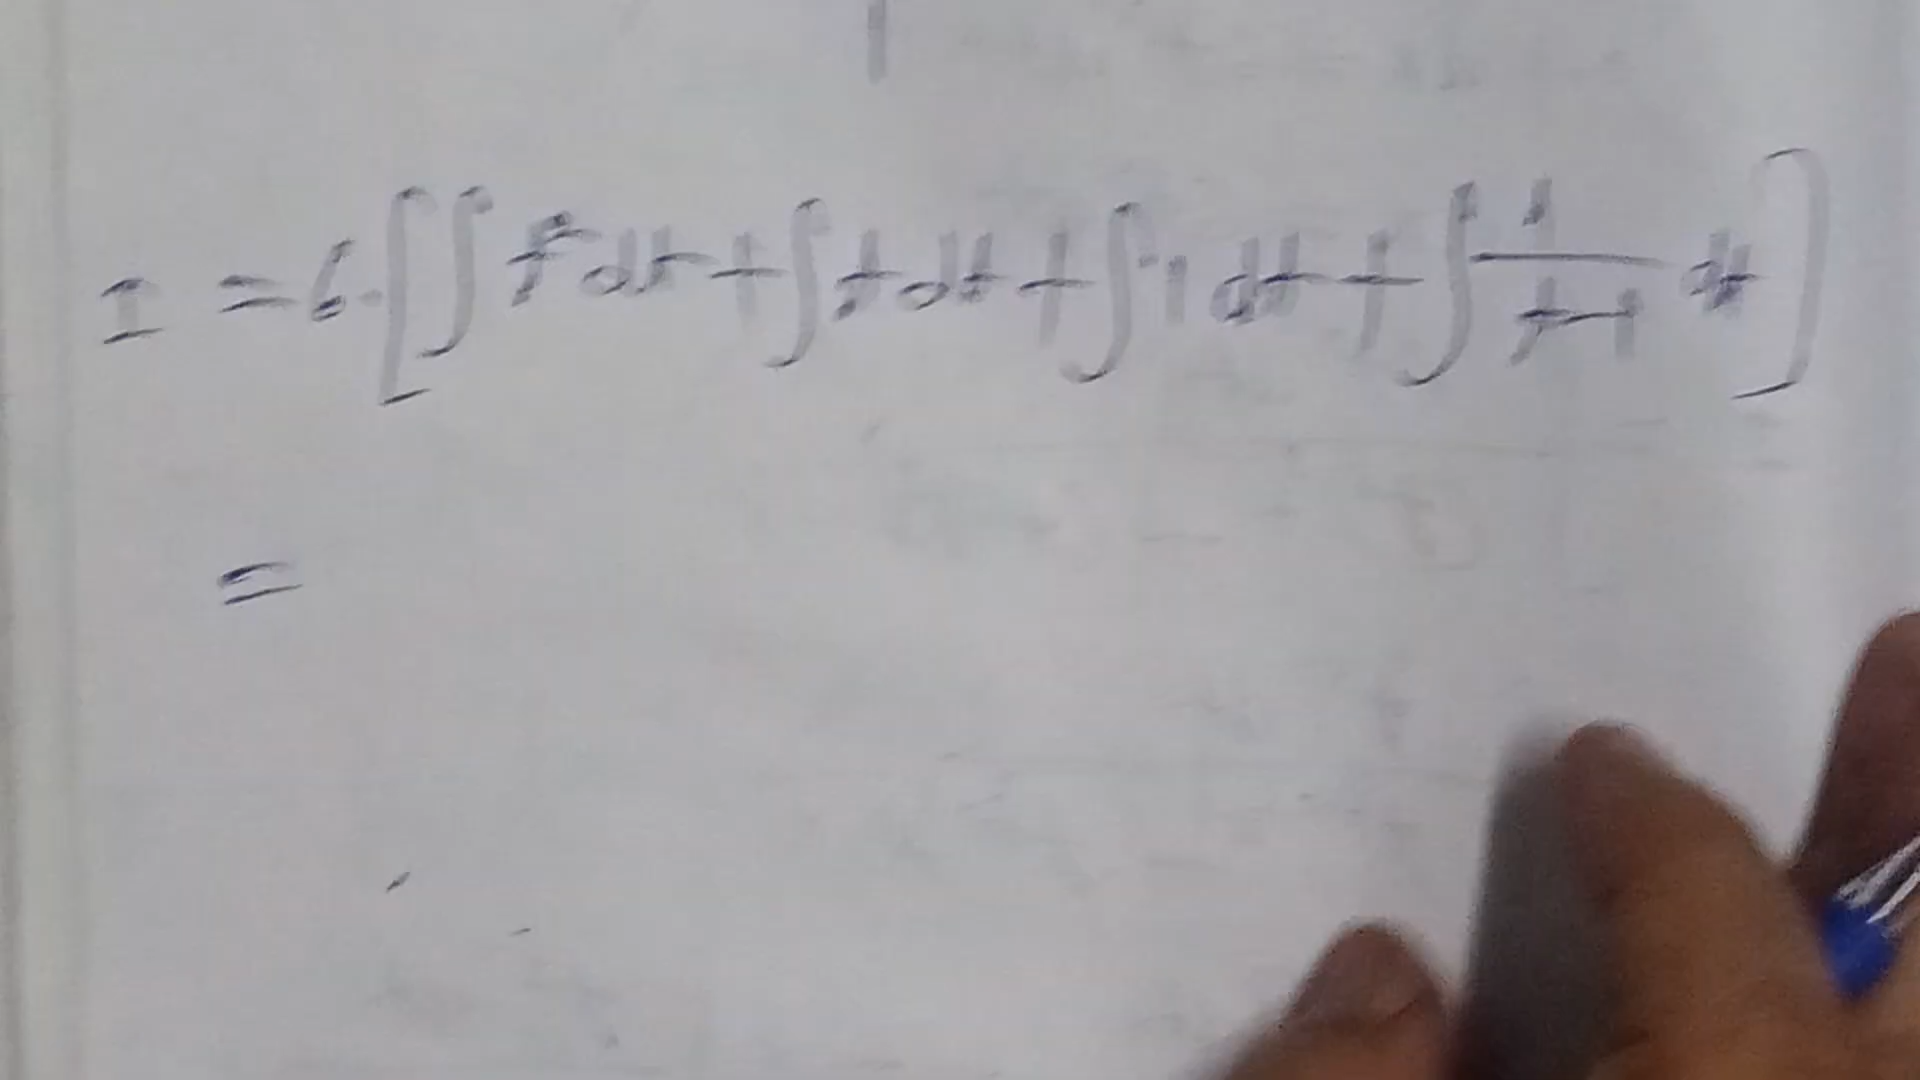 I = 6·[∫ t² dt + ∫ t dt + ∫ 1 dt + ∫ 1/(t-1) dt]
=